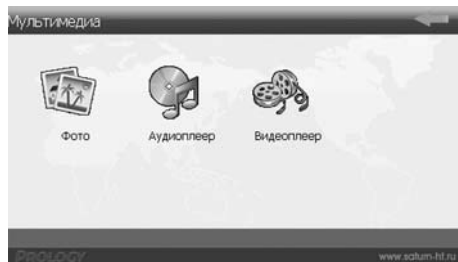 Мультимедиа
Фото Аудиоплеер Видеоплеер
PROLOGY www.saturn-ht.ru